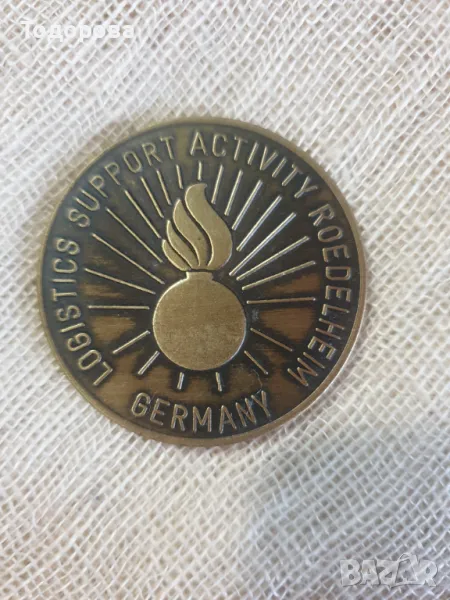 Тодорова
LOGISTICS SUPPORT ACTIVITY ROEDELHEIM
GERMANY
BAZAR